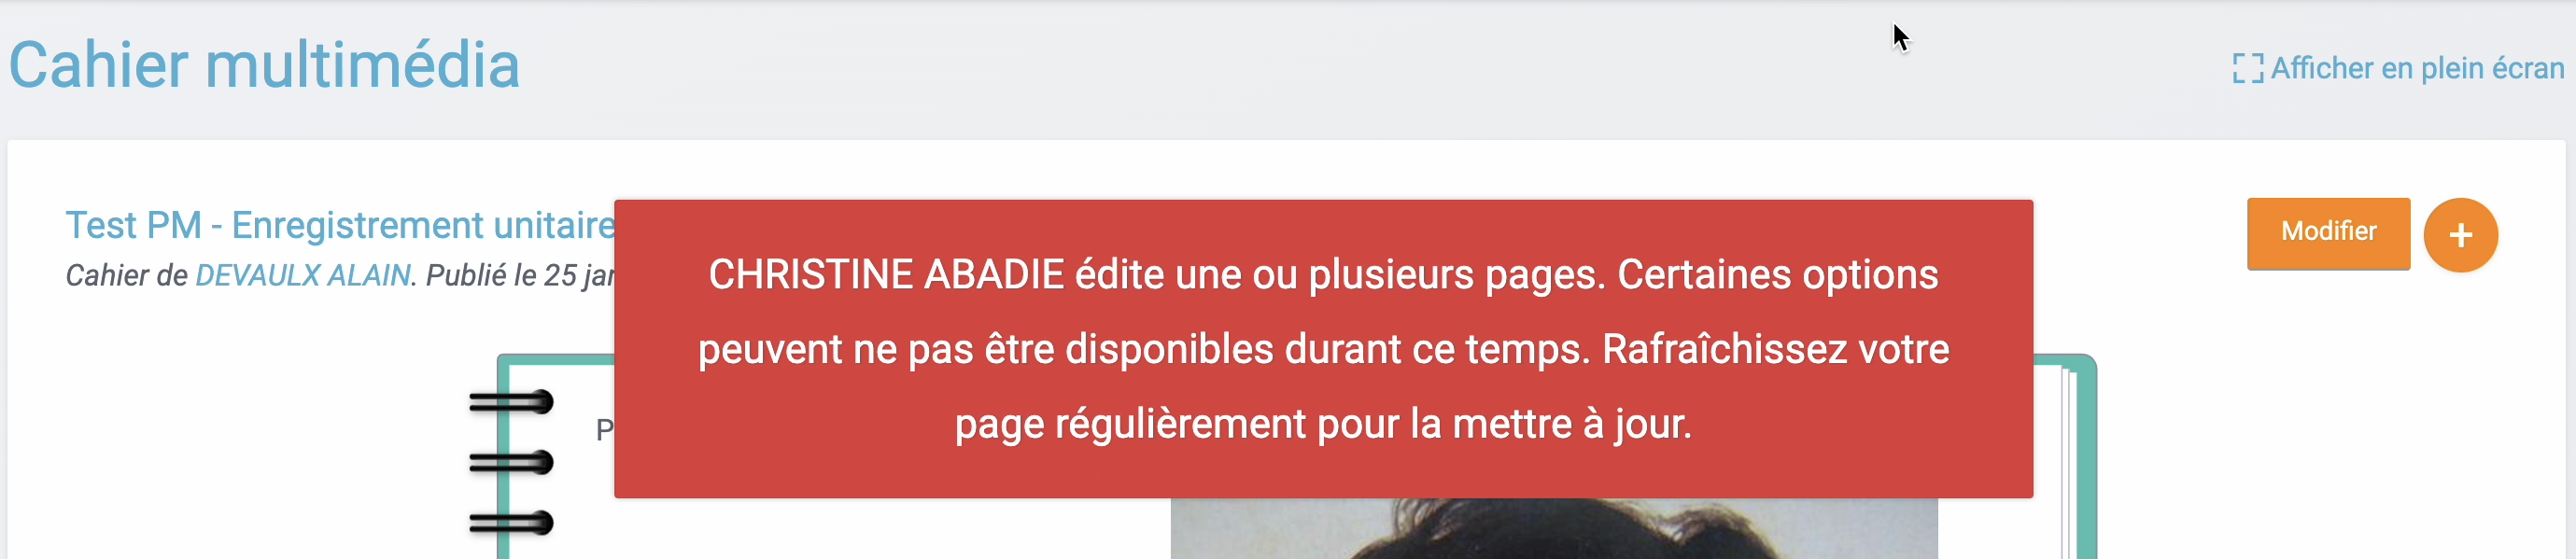 Cahier multimédia
Afficher en plein écran
Test PM - Enregistrement unitaire
Modifier
+
Cahier de DEVAULX ALAIN. Publié le 25 jan
CHRISTINE ABADIE édite une ou plusieurs pages. Certaines options
peuvent ne pas être disponibles durant ce temps. Rafraîchissez votre
page régulièrement pour la mettre à jour.
P